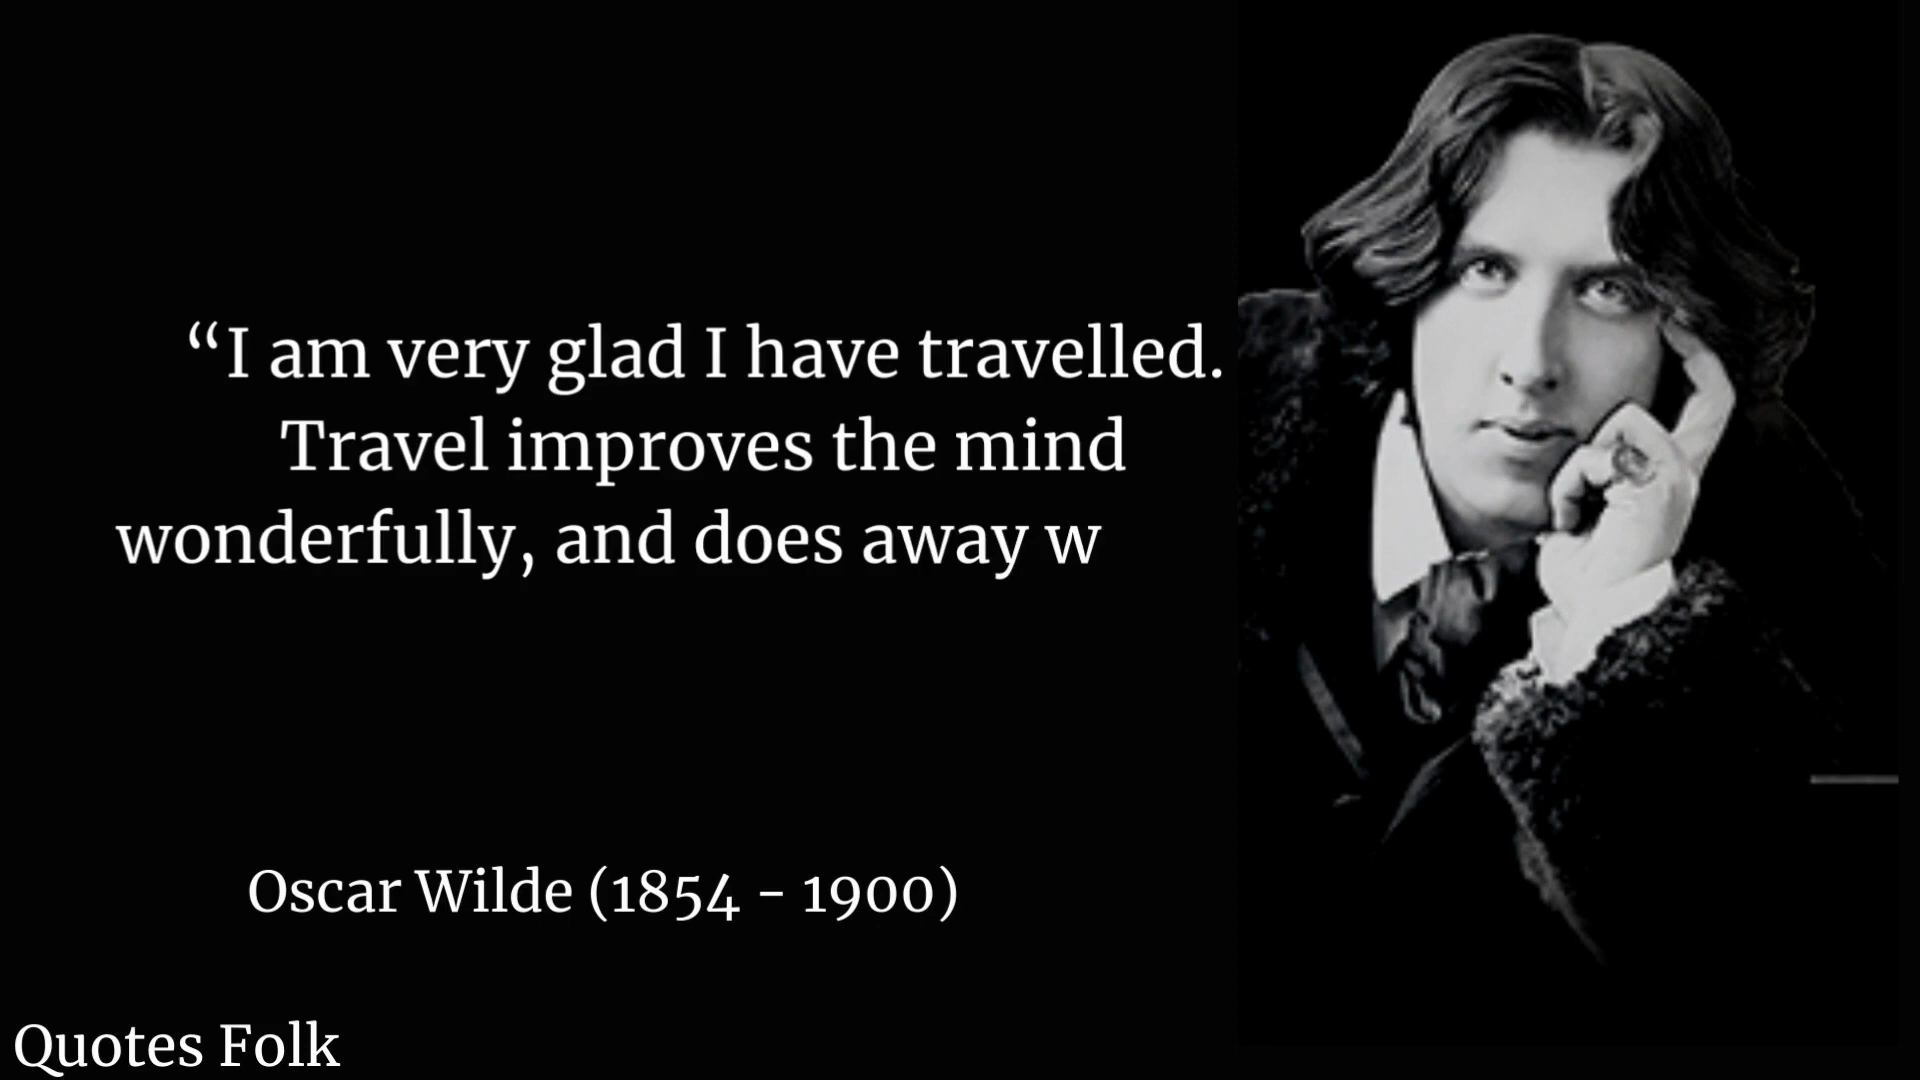 “I am very glad I have travelled.
Travel improves the mind
wonderfully, and does away w
Oscar Wilde (1854 - 1900)
Quotes Folk